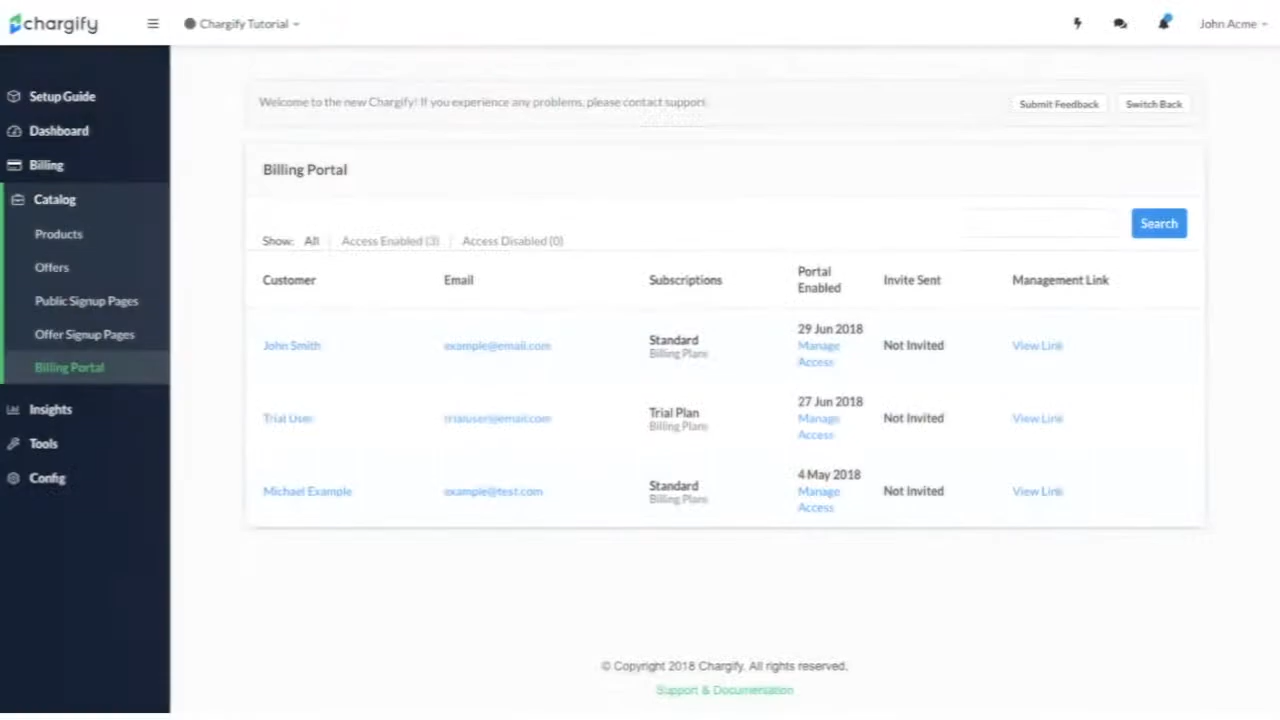 chargify
Chargify Tutorial
John Acme
Setup Guide
Dashboard
Billing
Catalog
Products
Offers
Public Signup Pages
Offer Signup Pages
Billing Portal
Insights
Tools
Config
Welcome to the new Chargify! If you experience any problems, please contact support.
Submit Feedback
Switch Back
Billing Portal
Search
Show: All Access Enabled (3) Access Disabled (0)
Customer Email Subscriptions Portal Enabled Invite Sent Management Link
John Smith example@email.com Standard Billing Plans 29 Jun 2018 Manage Access Not Invited View Link
Trial User trialuser@email.com Trial Plan Billing Plans 27 Jun 2018 Manage Access Not Invited View Link
Michael Example example@test.com Standard Billing Plans 4 May 2018 Manage Access Not Invited View Link
© Copyright 2018 Chargify. All rights reserved.
Support & Documentation